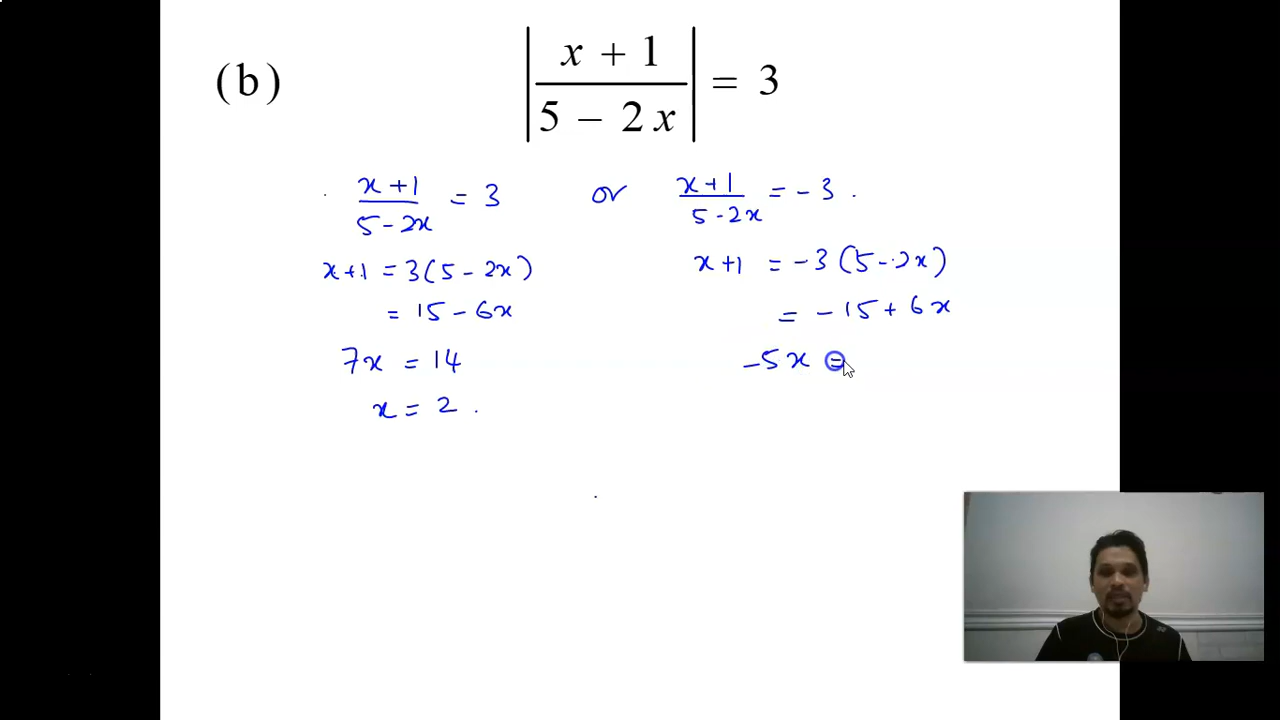 (b) |x + 1 / 5 − 2x| = 3
x+1 / 5-2x = 3 or x+1 / 5-2x = -3.
x+1 = 3(5-2x) x+1 = -3(5-2x)
= 15-6x = -15+6x
7x = 14 -5x =
x = 2.